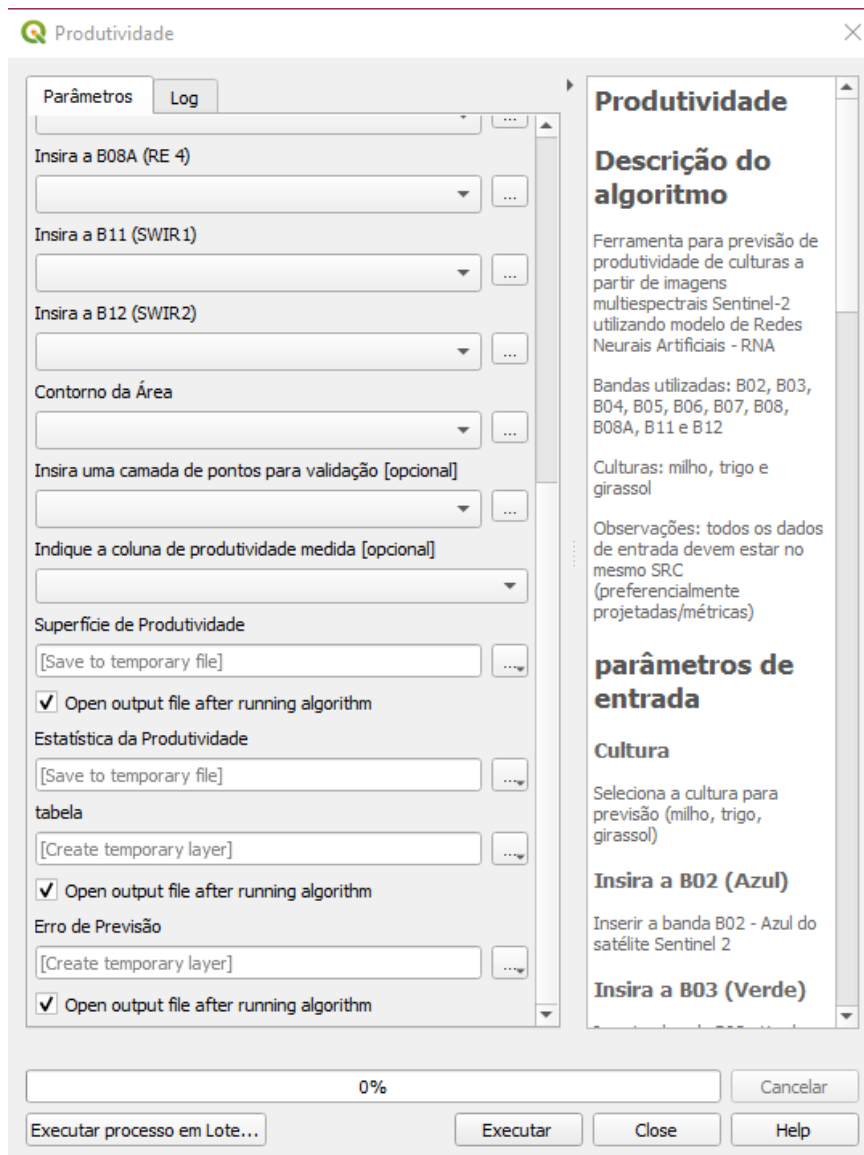 Produtividade
Parâmetros
Log
...
Insira a B08A (RE 4)
...
Insira a B11 (SWIR1)
...
Insira a B12 (SWIR2)
...
Contorno da Área
...
Insira uma camada de pontos para validação [opcional]
...
Indique a coluna de produtividade medida [opcional]
Superfície de Produtividade
[Save to temporary file]
...
Open output file after running algorithm
Estatística da Produtividade
[Save to temporary file]
...
tabela
[Create temporary layer]
...
Open output file after running algorithm
Erro de Previsão
[Create temporary layer]
...
Open output file after running algorithm
Produtividade
Descrição do
algoritmo
Ferramenta para previsão de
produtividade de culturas a
partir de imagens
multiespectrais Sentinel-2
utilizando modelo de Redes
Neurais Artificiais - RNA
Bandas utilizadas: B02, B03,
B04, B05, B06, B07, B08,
B08A, B11 e B12
Culturas: milho, trigo e
girassol
Observações: todos os dados
de entrada devem estar no
mesmo SRC
(preferencialmente
projetadas/métricas)
parâmetros de
entrada
Cultura
Seleciona a cultura para
previsão (milho, trigo,
girassol)
Insira a B02 (Azul)
Inserir a banda B02 - Azul do
satélite Sentinel 2
Insira a B03 (Verde)
0%
Cancelar
Executar processo em Lote...
Executar
Close
Help